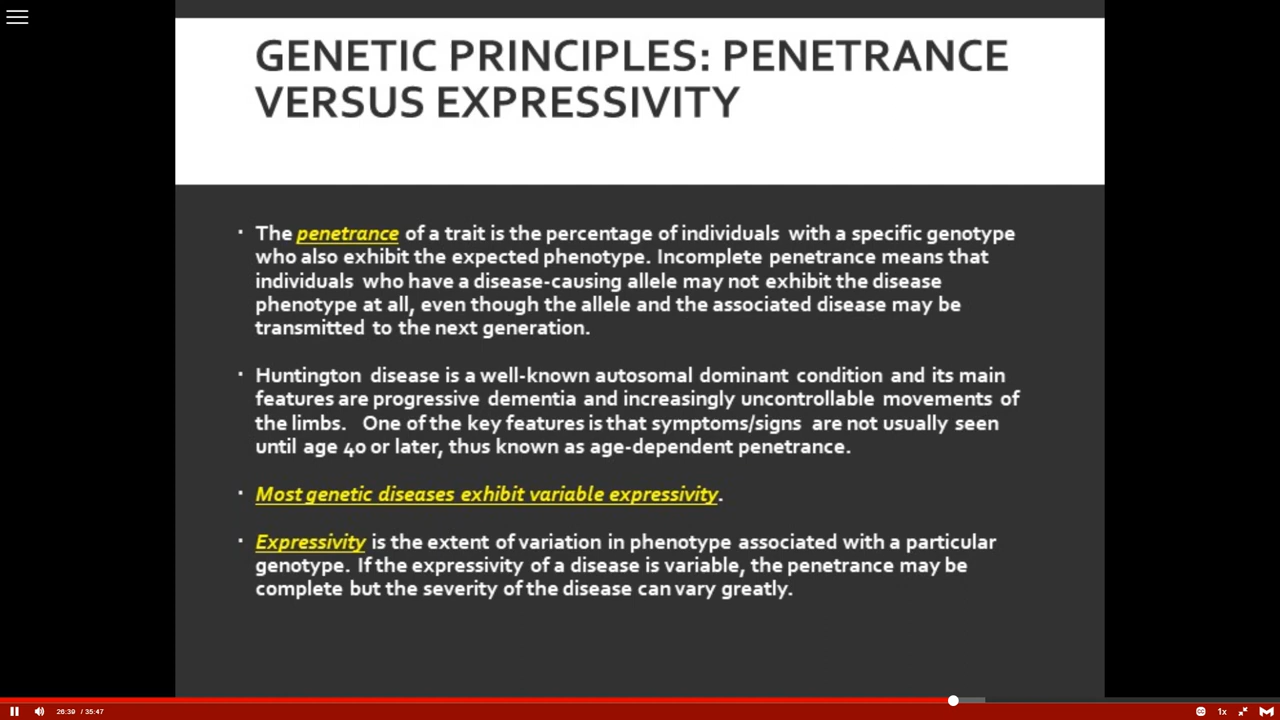 GENETIC PRINCIPLES: PENETRANCE
VERSUS EXPRESSIVITY
· The penetrance of a trait is the percentage of individuals with a specific genotype
who also exhibit the expected phenotype. Incomplete penetrance means that
individuals who have a disease-causing allele may not exhibit the disease
phenotype at all, even though the allele and the associated disease may be
transmitted to the next generation.
· Huntington disease is a well-known autosomal dominant condition and its main
features are progressive dementia and increasingly uncontrollable movements of
the limbs. One of the key features is that symptoms/signs are not usually seen
until age 40 or later, thus known as age-dependent penetrance.
· Most genetic diseases exhibit variable expressivity.
· Expressivity is the extent of variation in phenotype associated with a particular
genotype. If the expressivity of a disease is variable, the penetrance may be
complete but the severity of the disease can vary greatly.
26:39 / 35:47
1x